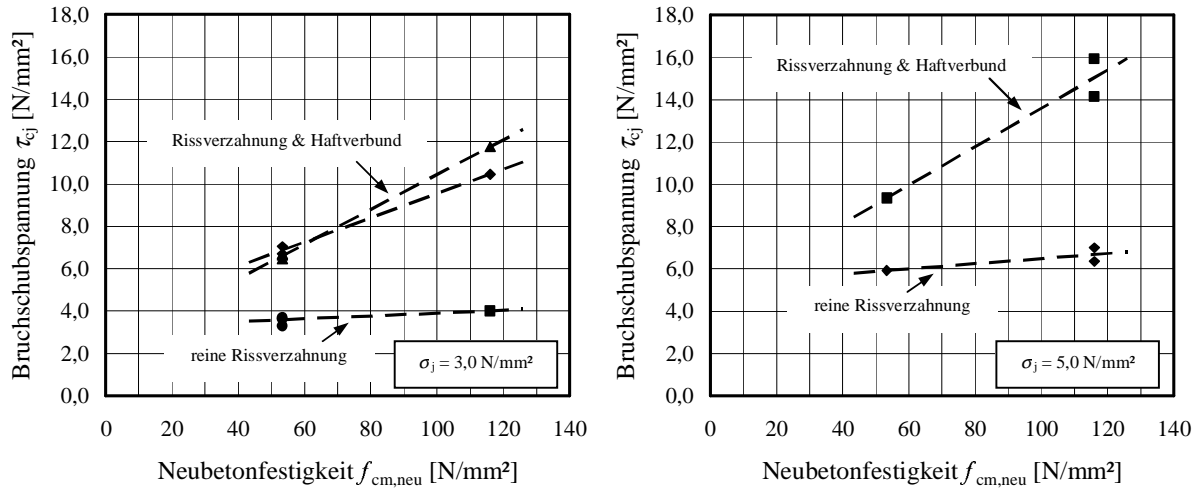 Bruchschubspannung τcj [N/mm²]
18,0
16,0
14,0
12,0
10,0
8,0
6,0
4,0
2,0
0,0
Rissverzahnung & Haftverbund
reine Rissverzahnung
σj = 3,0 N/mm²
0 20 40 60 80 100 120 140
Neubetonfestigkeit fcm,neu [N/mm²]
Bruchschubspannung τcj [N/mm²]
18,0
16,0
14,0
12,0
10,0
8,0
6,0
4,0
2,0
0,0
Rissverzahnung & Haftverbund
reine Rissverzahnung
σj = 5,0 N/mm²
0 20 40 60 80 100 120 140
Neubetonfestigkeit fcm,neu [N/mm²]